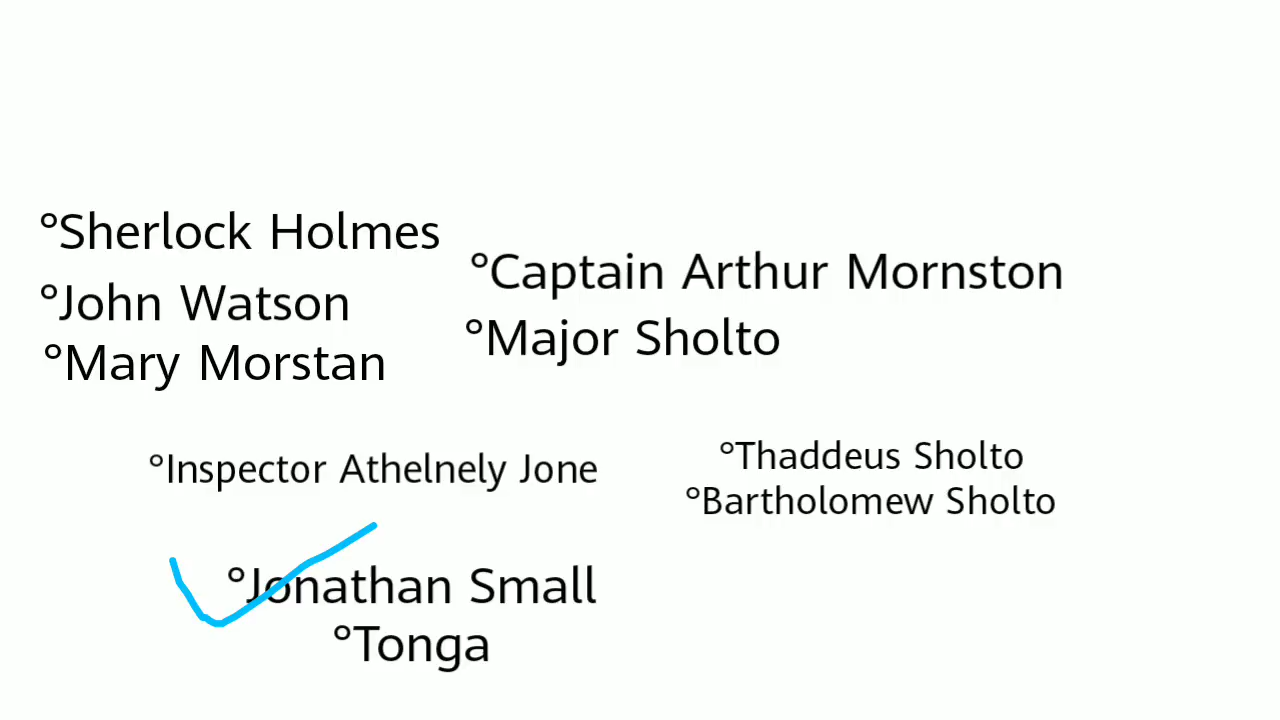 °Sherlock Holmes
°John Watson
°Mary Morstan
°Captain Arthur Mornston
°Major Sholto
°Inspector Athelnely Jone
°Thaddeus Sholto
°Bartholomew Sholto
°Jonathan Small
°Tonga